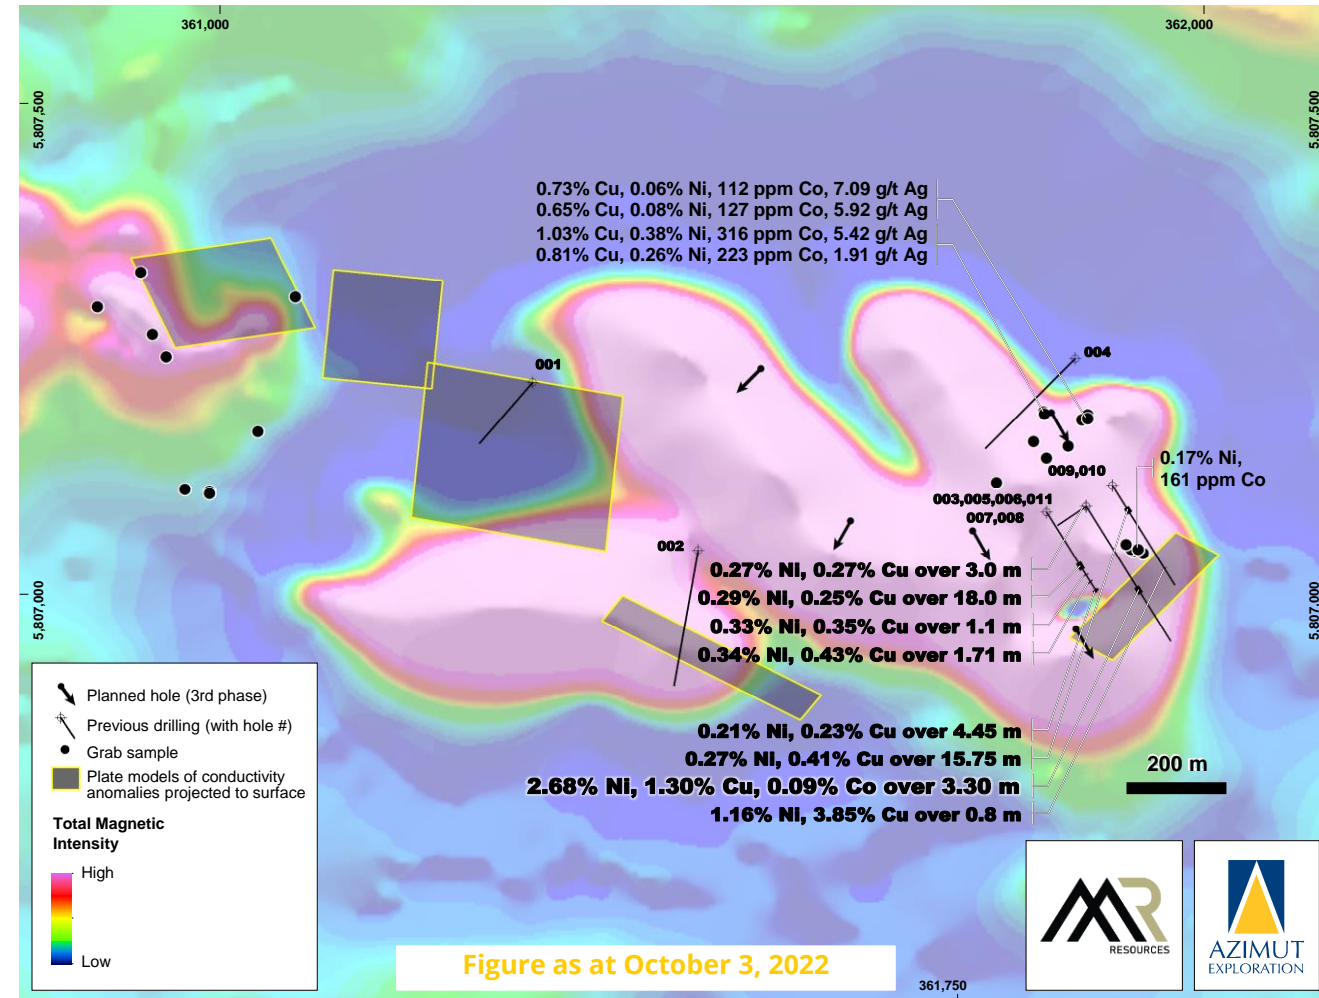 361,000
362,000
5,807,500
5,807,500
0.73% Cu, 0.06% Ni, 112 ppm Co, 7.09 g/t Ag
0.65% Cu, 0.08% Ni, 127 ppm Co, 5.92 g/t Ag
1.03% Cu, 0.38% Ni, 316 ppm Co, 5.42 g/t Ag
0.81% Cu, 0.26% Ni, 223 ppm Co, 1.91 g/t Ag
001
004
0.17% Ni,
161 ppm Co
009,010
003,005,006,011
007,008
002
0.27% Ni, 0.27% Cu over 3.0 m
0.29% Ni, 0.25% Cu over 18.0 m
0.33% Ni, 0.35% Cu over 1.1 m
0.34% Ni, 0.43% Cu over 1.71 m
5,807,000
5,807,000
0.21% Ni, 0.23% Cu over 4.45 m
0.27% Ni, 0.41% Cu over 15.75 m
2.68% Ni, 1.30% Cu, 0.09% Co over 3.30 m
1.16% Ni, 3.85% Cu over 0.8 m
200 m
Planned hole (3rd phase)
Previous drilling (with hole #)
Grab sample
Plate models of conductivity
anomalies projected to surface
Total Magnetic
Intensity
High
Low
Figure as at October 3, 2022
361,750
MR
RESOURCES
AZIMUT
EXPLORATION